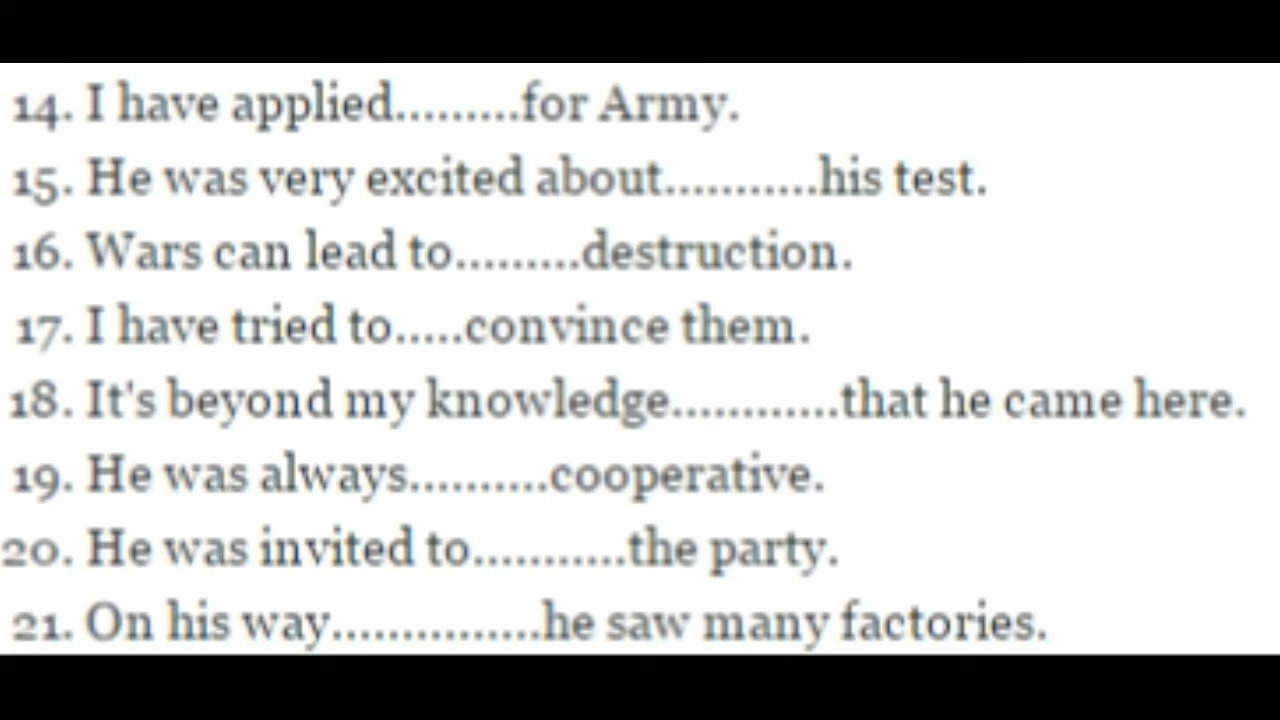 14. I have applied.........for Army.
15. He was very excited about...........his test.
16. Wars can lead to.........destruction.
17. I have tried to.....convince them.
18. It's beyond my knowledge............that he came here.
19. He was always..........cooperative.
20. He was invited to...........the party.
21. On his way...............he saw many factories.